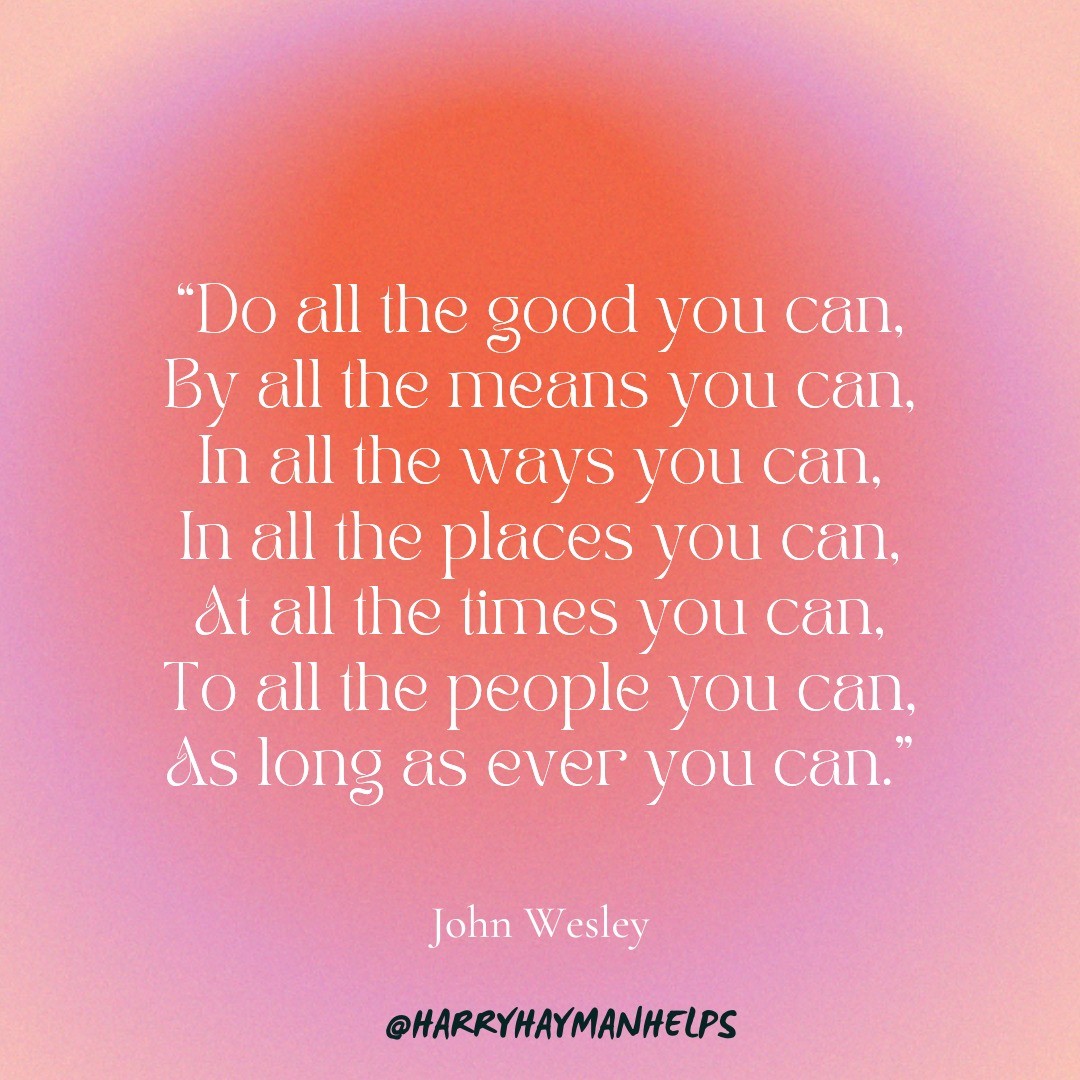 “Do all the good you can,
By all the means you can,
In all the ways you can,
In all the places you can,
At all the times you can,
To all the people you can,
As long as ever you can.”
John Wesley
@HARRYHAYMANHELPS